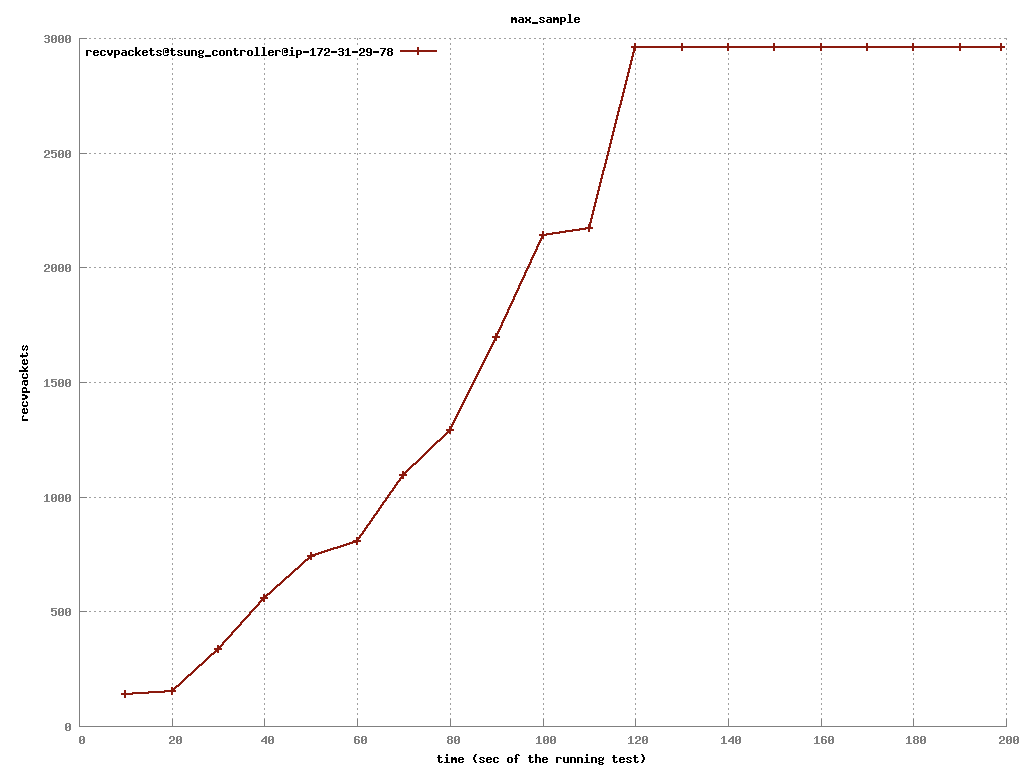 max_sample
recvpackets@tsung_controller@ip-172-31-29-78
3000
2500
2000
1500
1000
500
0
recvpackets
0 20 40 60 80 100 120 140 160 180 200
time (sec of the running test)